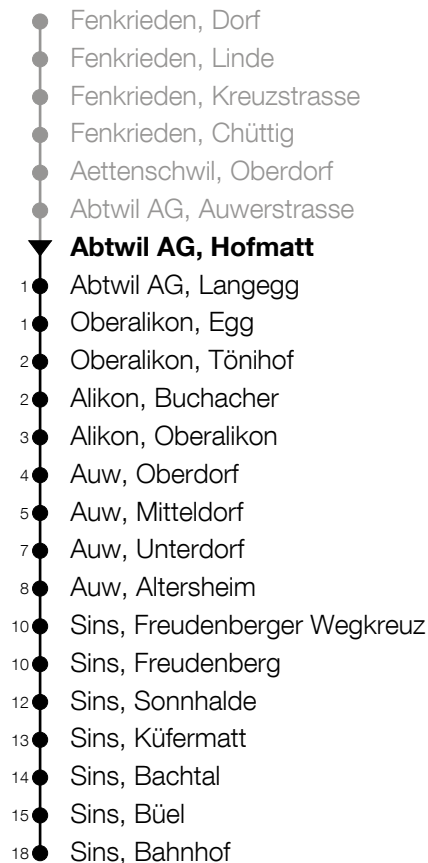 Fenkrieden, Dorf
Fenkrieden, Linde
Fenkrieden, Kreuzstrasse
Fenkrieden, Chüttig
Aettenschwil, Oberdorf
Abtwil AG, Auwerstrasse
Abtwil AG, Hofmatt
1 Abtwil AG, Langegg
1 Oberalikon, Egg
2 Oberalikon, Tönihof
2 Alikon, Buchacher
3 Alikon, Oberalikon
4 Auw, Oberdorf
5 Auw, Mitteldorf
7 Auw, Unterdorf
8 Auw, Altersheim
10 Sins, Freudenberger Wegkreuz
10 Sins, Freudenberg
12 Sins, Sonnhalde
13 Sins, Küfermatt
14 Sins, Bachtal
15 Sins, Büel
18 Sins, Bahnhof